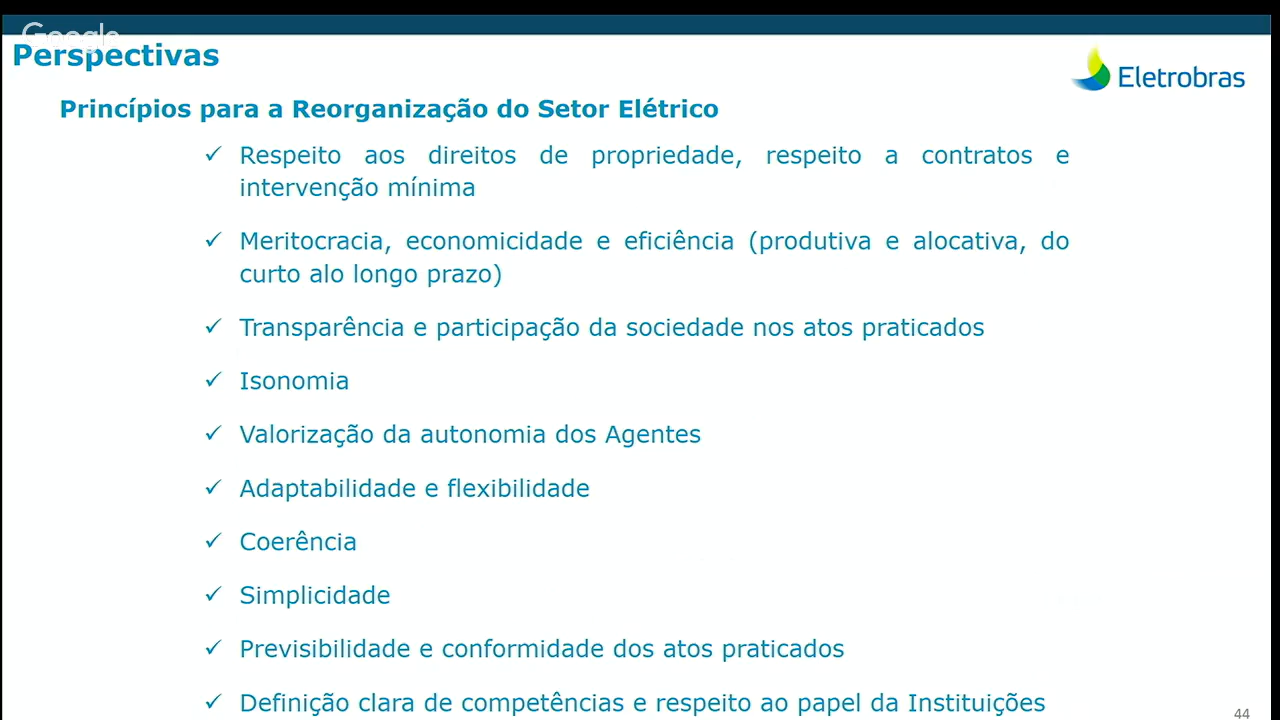 Google
Perspectivas
Eletrobras
Princípios para a Reorganização do Setor Elétrico
✓ Respeito aos direitos de propriedade, respeito a contratos e
intervenção mínima
✓ Meritocracia, economicidade e eficiência (produtiva e alocativa, do
curto alo longo prazo)
✓ Transparência e participação da sociedade nos atos praticados
✓ Isonomia
✓ Valorização da autonomia dos Agentes
✓ Adaptabilidade e flexibilidade
✓ Coerência
✓ Simplicidade
✓ Previsibilidade e conformidade dos atos praticados
✓ Definição clara de competências e respeito ao papel da Instituições
44